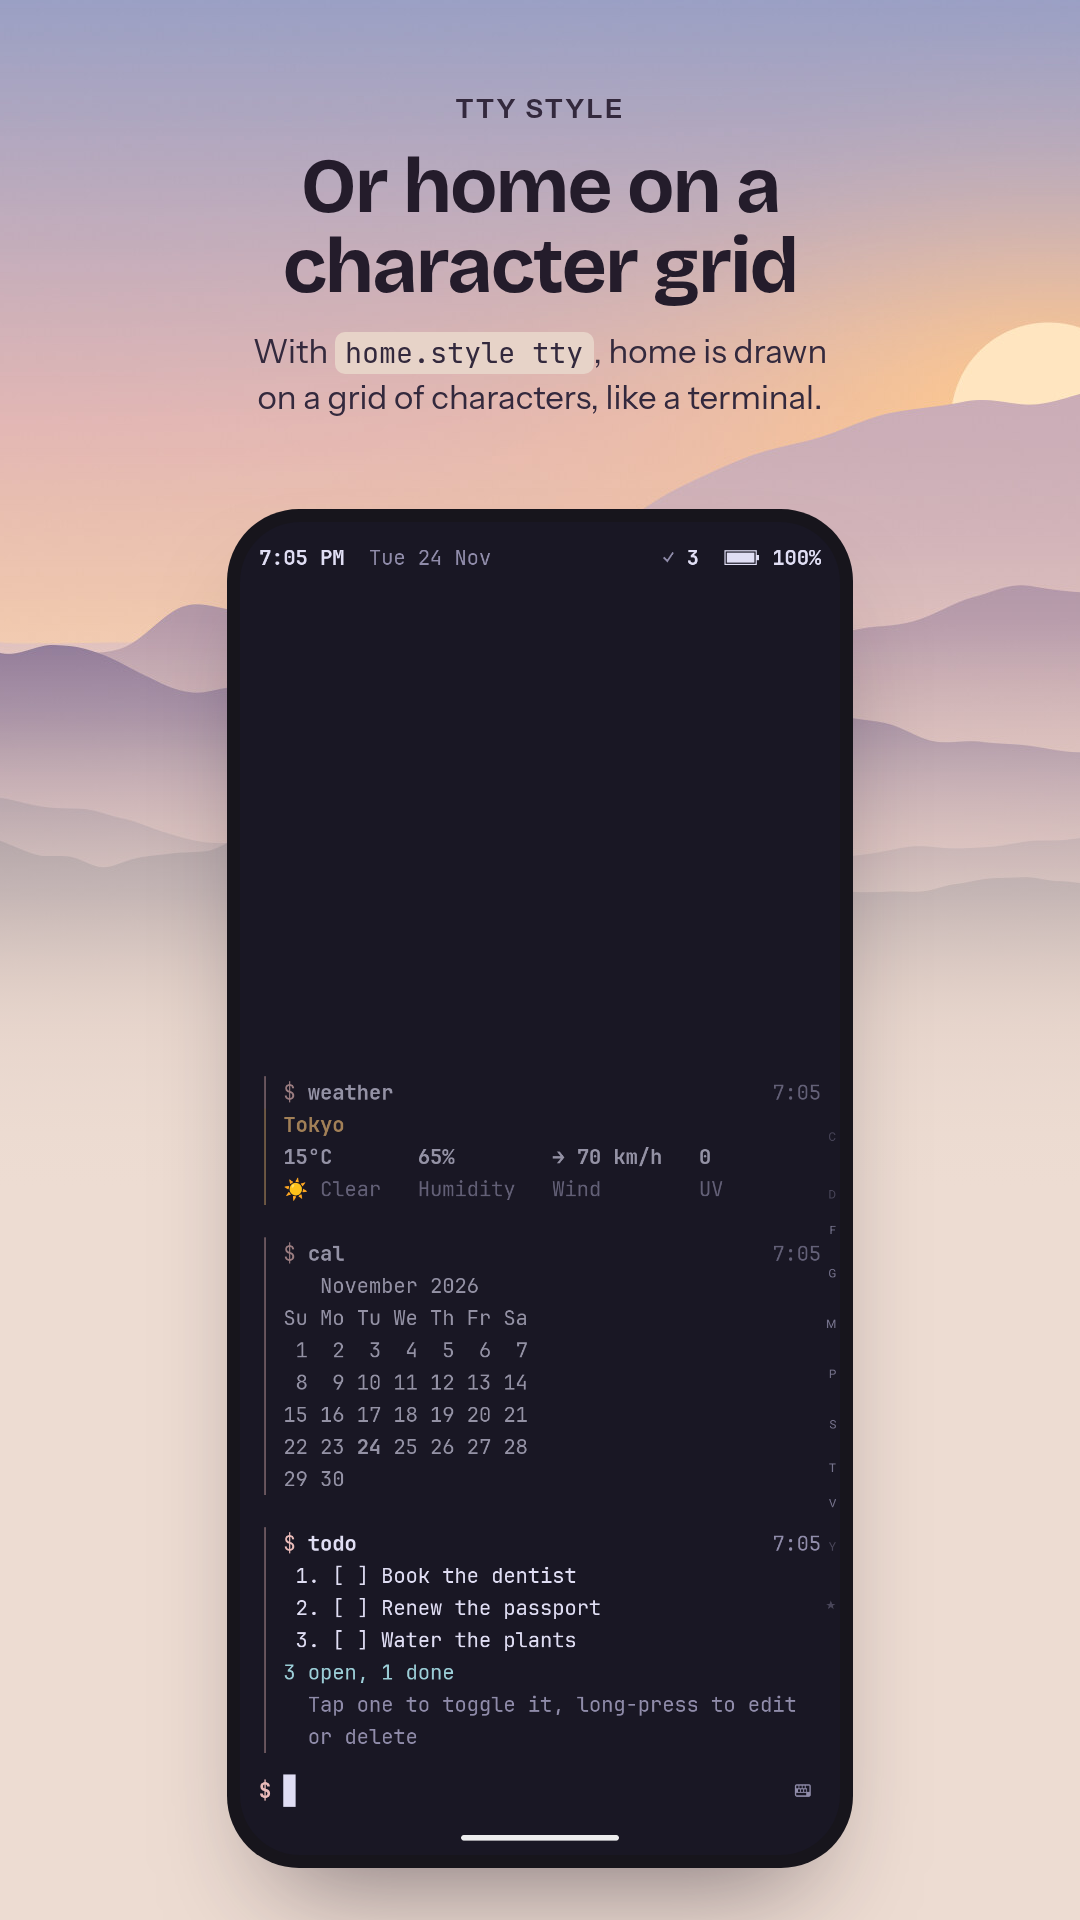 TTY STYLE
Or home on a
character grid
With home.style tty, home is drawn
on a grid of characters, like a terminal.
7:05 PM Tue 24 Nov ✓ 3 100%
$ weather 7:05
Tokyo
15°C 65% → 70 km/h 0
☀️ Clear Humidity Wind UV
$ cal 7:05
November 2026
Su Mo Tu We Th Fr Sa
1 2 3 4 5 6 7
8 9 10 11 12 13 14
15 16 17 18 19 20 21
22 23 24 25 26 27 28
29 30
$ todo 7:05
1. [ ] Book the dentist
2. [ ] Renew the passport
3. [ ] Water the plants
3 open, 1 done
Tap one to toggle it, long-press to edit
or delete
$
C
D
F
G
M
P
S
T
V
Y
★